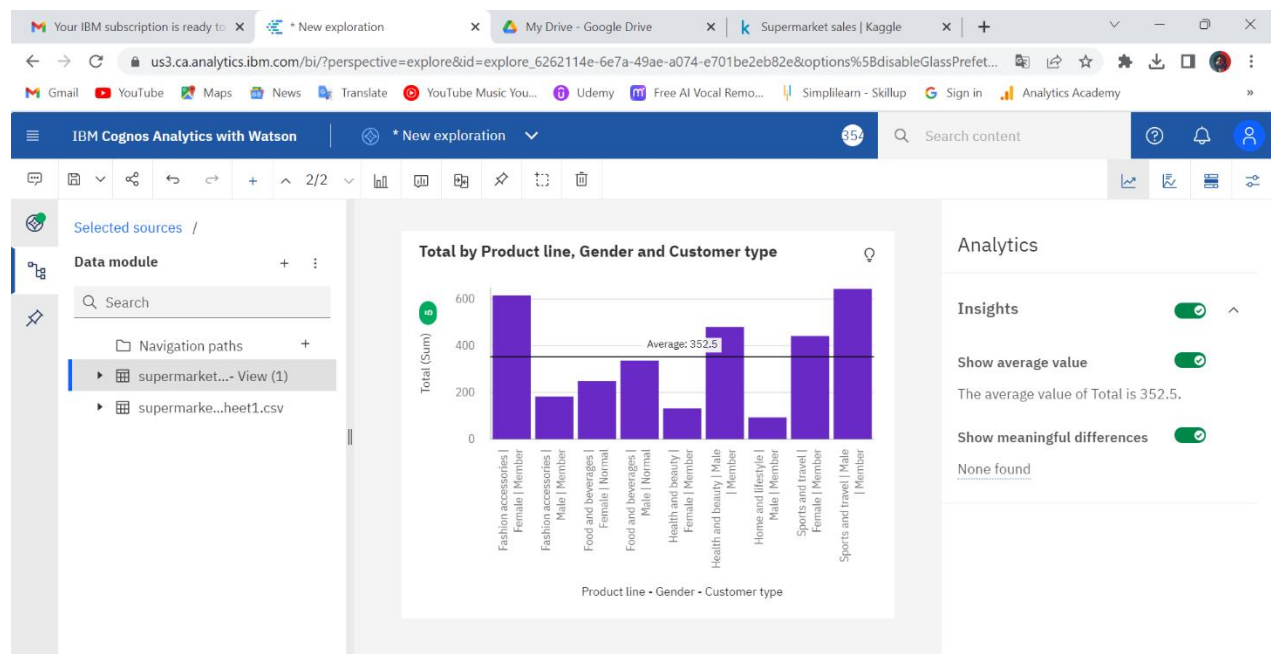 Your IBM subscription is ready to
* New exploration
My Drive - Google Drive
Supermarket sales | Kaggle
us3.ca.analytics.ibm.com/bi/?perspective=explore&id=explore_6262114e-6e7a-49ae-a074-e701be2eb82e&options%5BdisableGlassPrefet...
Gmail
YouTube
Maps
News
Translate
YouTube Music You...
Udemy
Free AI Vocal Remo...
Simplilearn - Skillup
Sign in
Analytics Academy
»
IBM Cognos Analytics with Watson
* New exploration
354
Search content
2/2
Selected sources /
Data module
Search
Navigation paths
supermarket...- View (1)
supermarke...heet1.csv
Total by Product line, Gender and Customer type
Total (Sum)
600
400
200
0
Average: 352.5
Fashion accessories |
Female | Member
Fashion accessories |
Male | Member
Food and beverages |
Female | Normal
Food and beverages |
Male | Normal
Health and beauty |
Female | Member
Health and beauty | Male
| Member
Home and lifestyle |
Male | Member
Sports and travel |
Female | Member
Sports and travel | Male
| Member
Product line - Gender - Customer type
Analytics
Insights
Show average value
The average value of Total is 352.5.
Show meaningful differences
None found